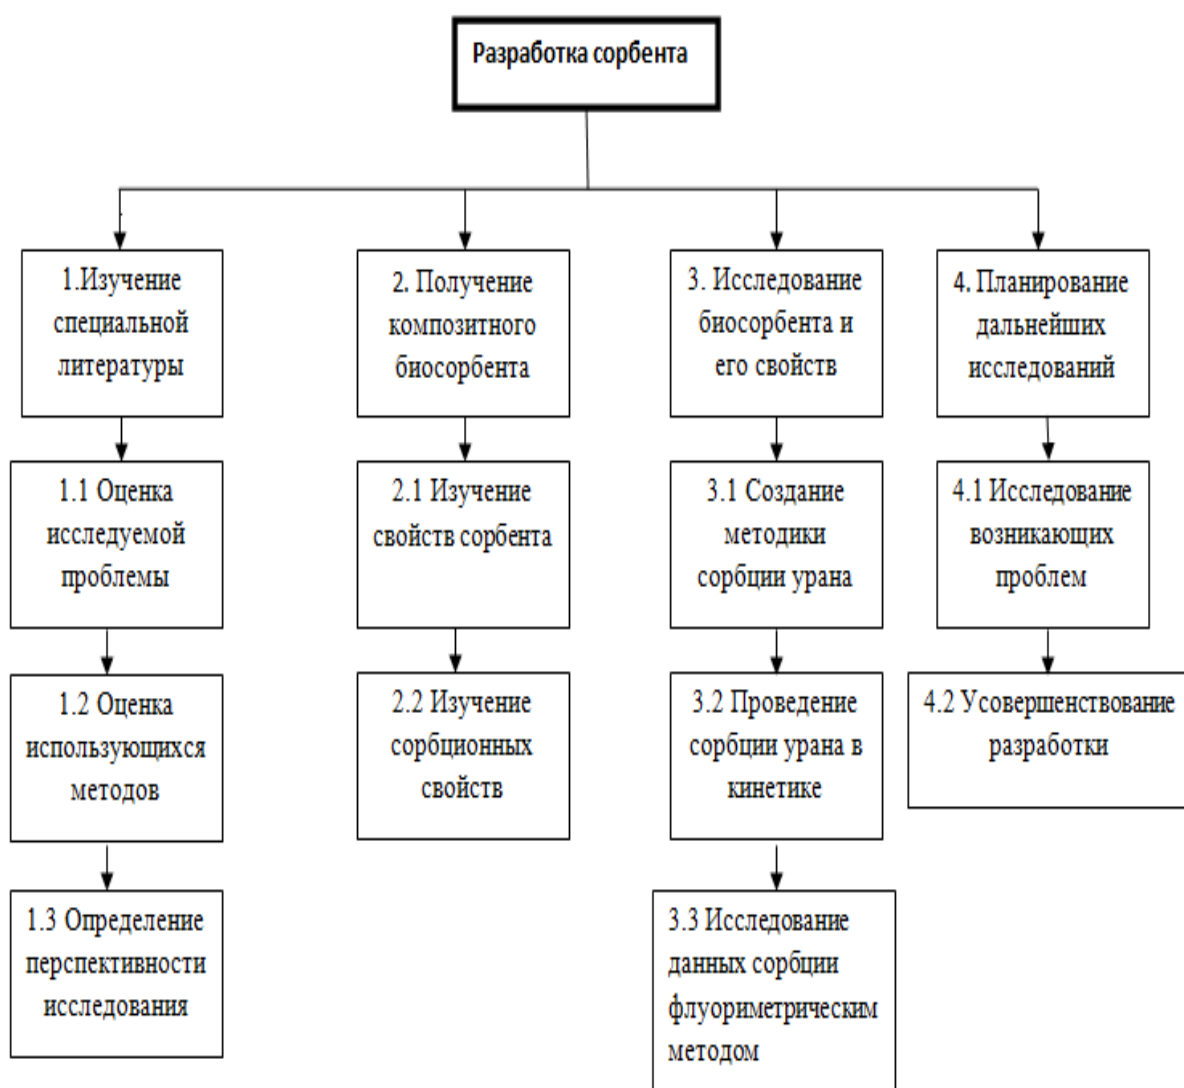 Разработка сорбента
1.Изучение
специальной
литературы
2. Получение
композитного
биосорбента
3. Исследование
биосорбента и
его свойств
4. Планирование
дальнейших
исследований
1.1 Оценка
исследуемой
проблемы
2.1 Изучение
свойств сорбента
3.1 Создание
методики
сорбции урана
4.1 Исследование
возникающих
проблем
1.2 Оценка
использующихся
методов
2.2 Изучение
сорбционных
свойств
3.2 Проведение
сорбции урана в
кинетике
4.2 Усовершенствование
разработки
1.3 Определение
перспективности
исследования
3.3 Исследование
данных сорбции
флуориметрическим
методом